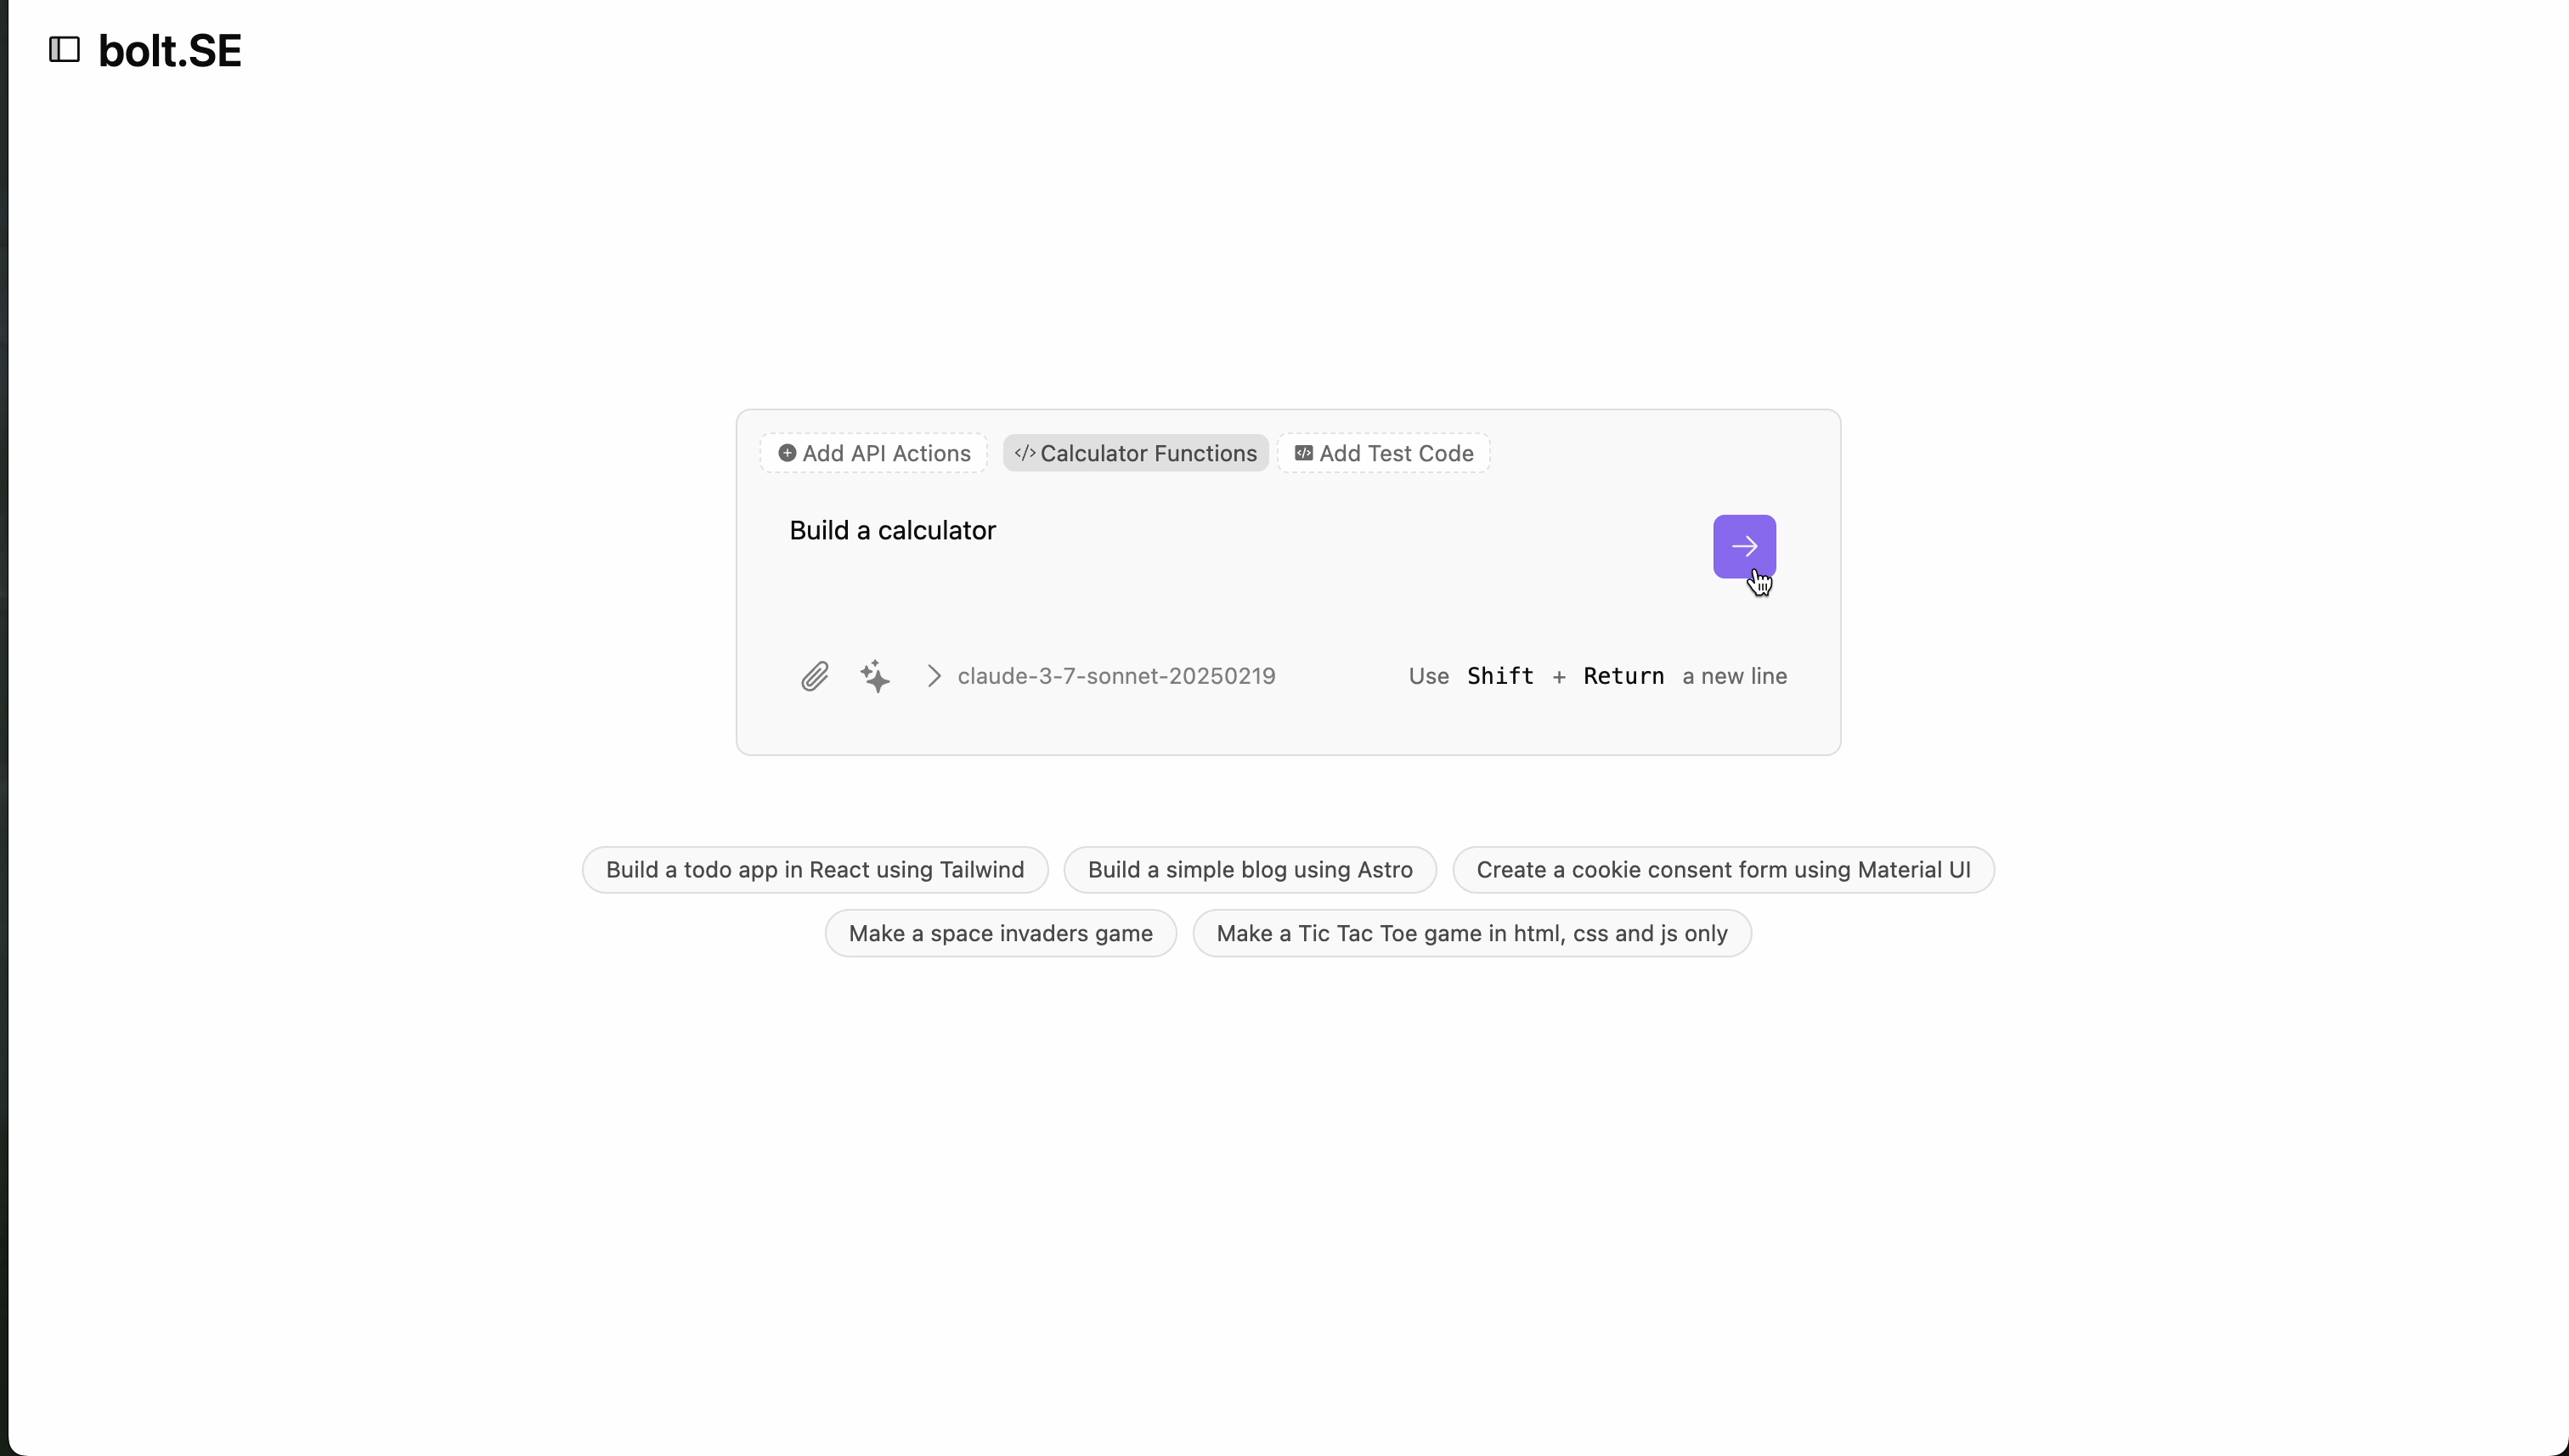 bolt.SE
Add API Actions </> Calculator Functions Add Test Code
Build a calculator
claude-3-7-sonnet-20250219 Use Shift + Return a new line
Build a todo app in React using Tailwind Build a simple blog using Astro Create a cookie consent form using Material UI
Make a space invaders game Make a Tic Tac Toe game in html, css and js only